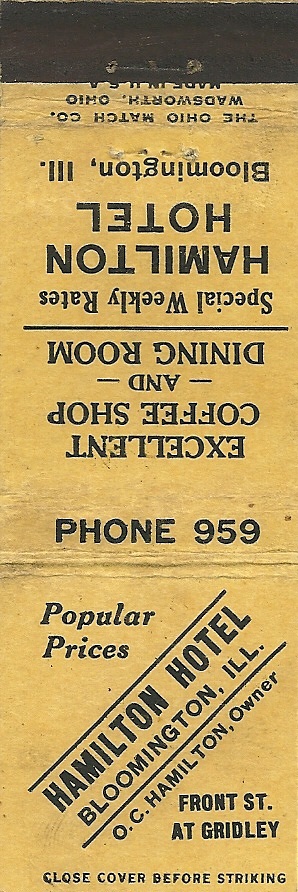 EXCELLENT
COFFEE SHOP
— AND —
DINING ROOM
Special Weekly Rates
HAMILTON
HOTEL
Bloomington, Ill.
THE OHIO MATCH CO.
WADSWORTH, OHIO
MADE IN U.S.A.
PHONE 959
Popular
Prices
HAMILTON HOTEL
BLOOMINGTON, ILL.
O.C. HAMILTON, Owner
FRONT ST.
AT GRIDLEY
CLOSE COVER BEFORE STRIKING